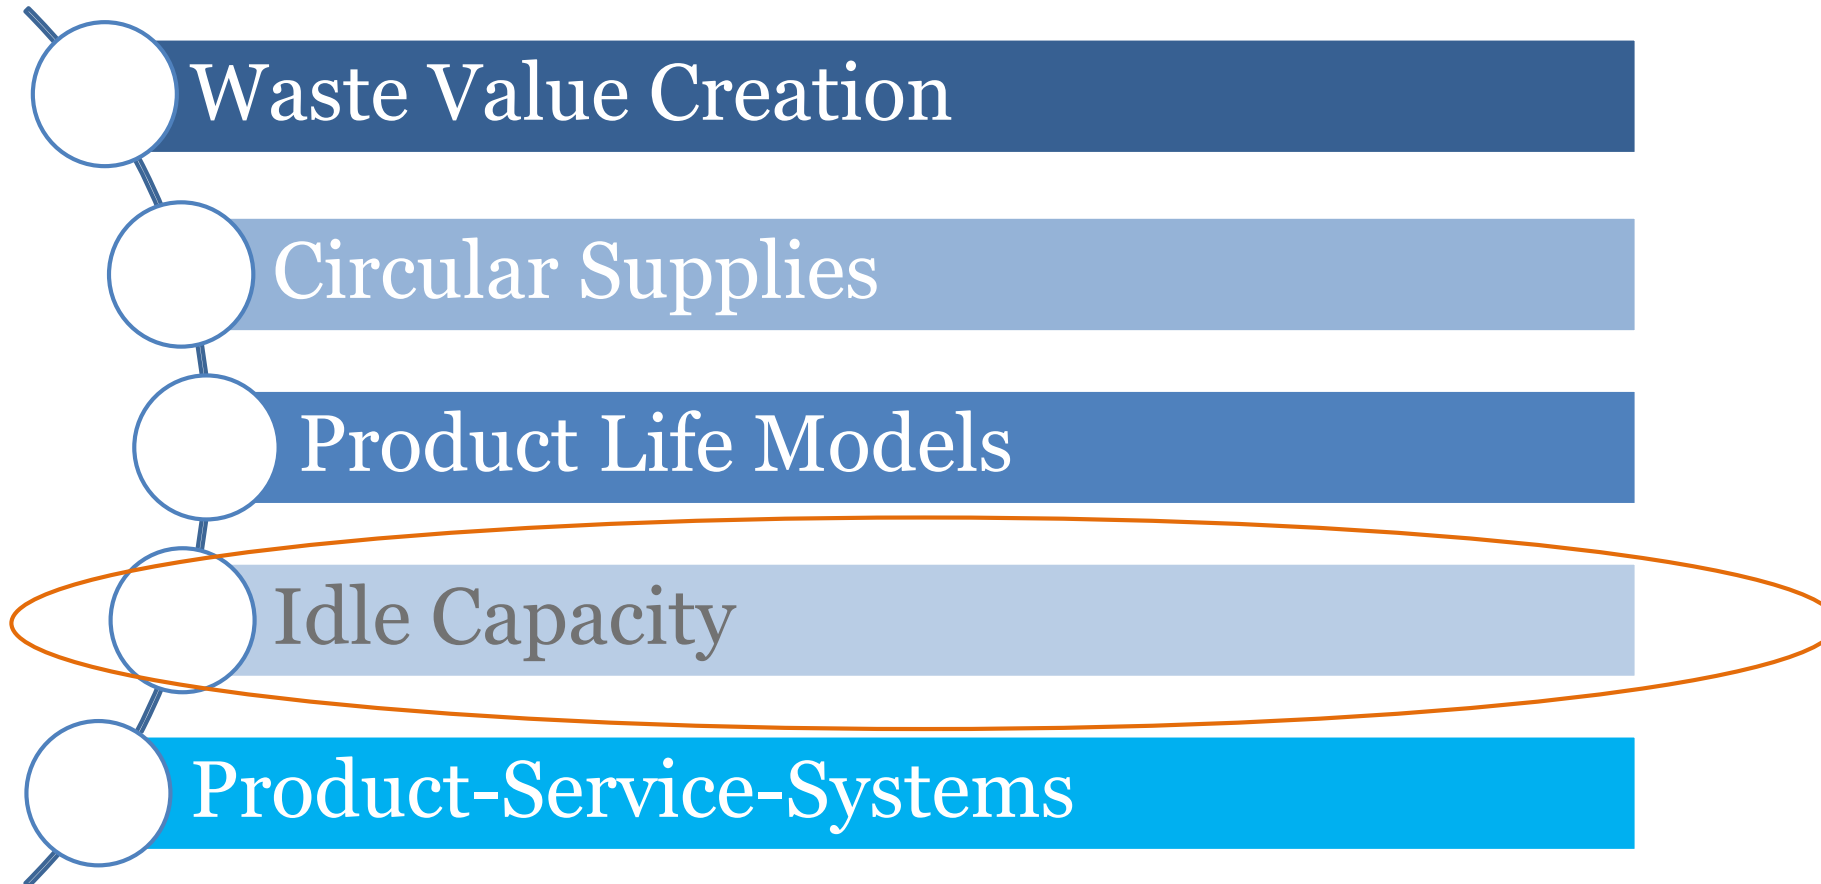 Waste Value Creation
Circular Supplies
Product Life Models
Idle Capacity
Product-Service-Systems